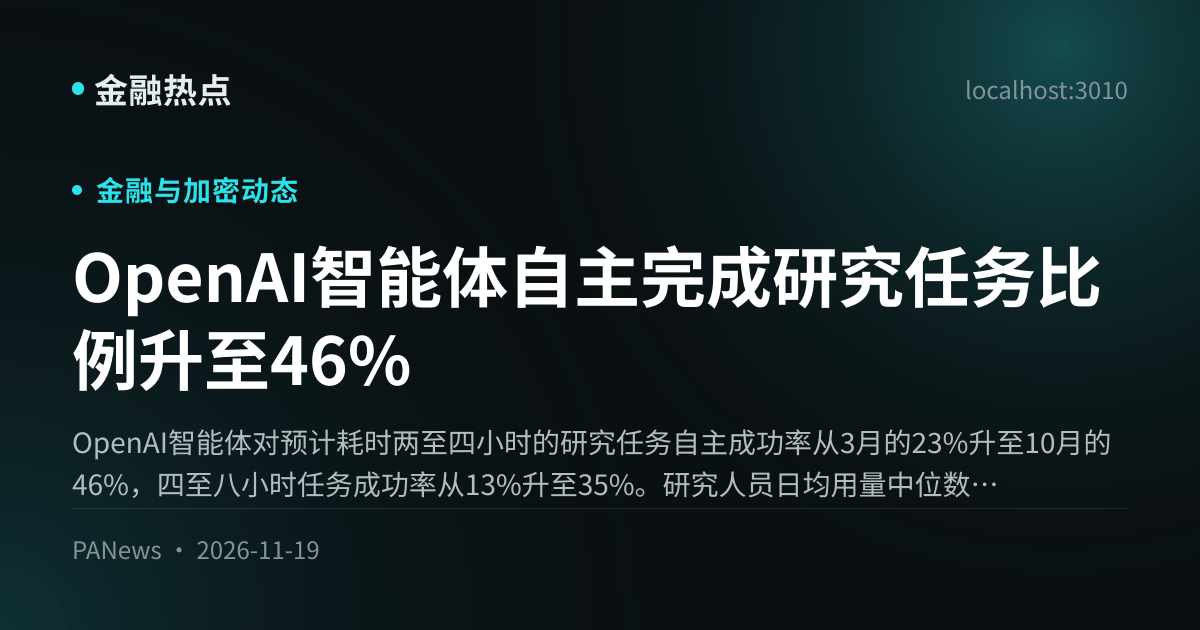 金融热点
localhost:3010
金融与加密动态
OpenAI智能体自主完成研究任务比
例升至46%
OpenAI智能体对预计耗时两至四小时的研究任务自主成功率从3月的23%升至10月的
46%，四至八小时任务成功率从13%升至35%。研究人员日均用量中位数…
PANews • 2026-11-19